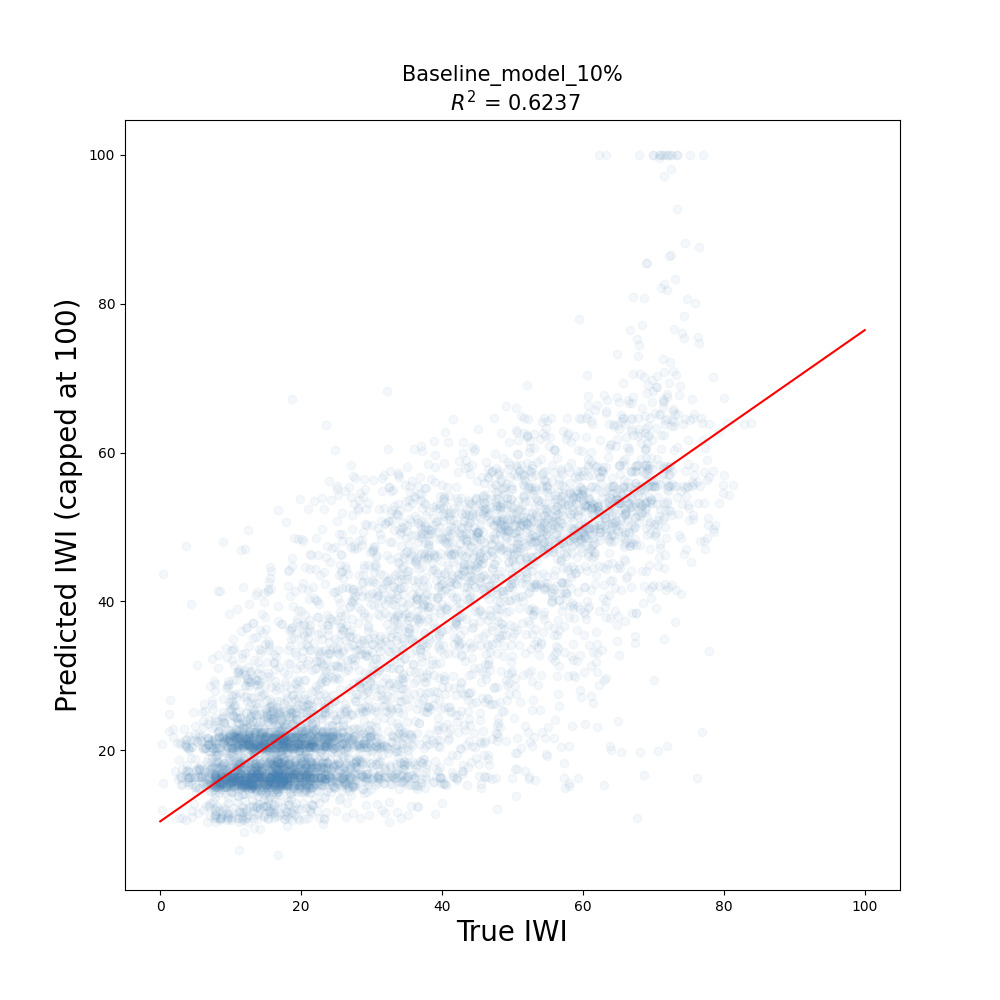 Baseline_model_10%
R² = 0.6237
100
80
60
40
20
Predicted IWI (capped at 100)
0 20 40 60 80 100
True IWI